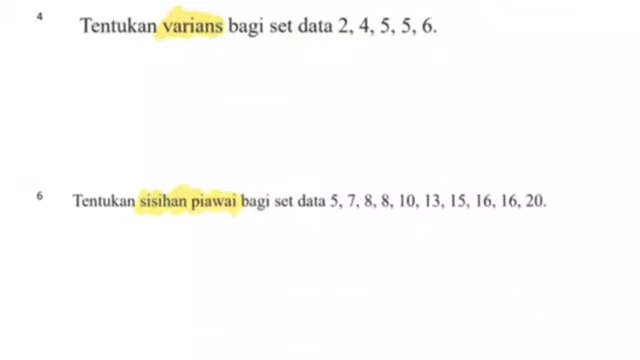 4 Tentukan varians bagi set data 2, 4, 5, 5, 6.
6 Tentukan sisihan piawai bagi set data 5, 7, 8, 8, 10, 13, 15, 16, 16, 20.